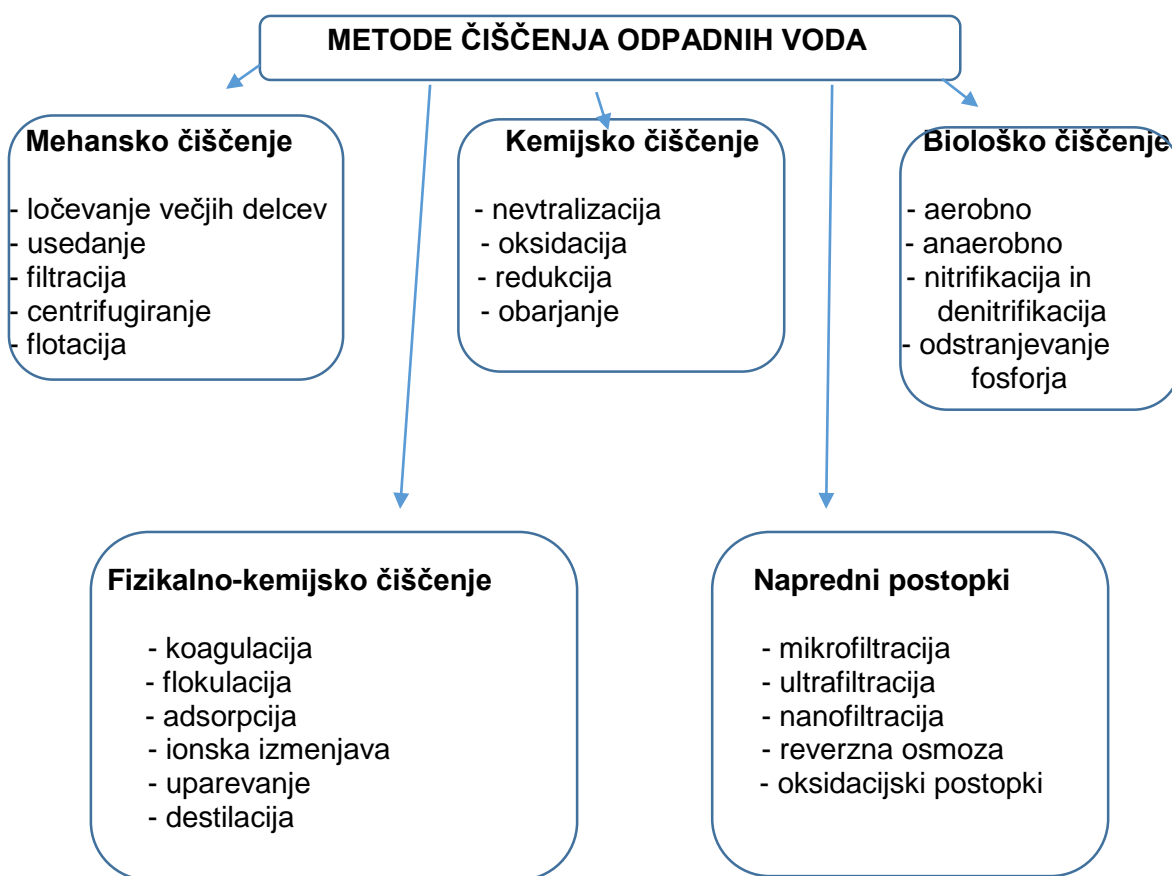 METODE ČIŠČENJA ODPADNIH VODA
Mehansko čiščenje
- ločevanje večjih delcev
- usedanje
- filtracija
- centrifugiranje
- flotacija
Kemijsko čiščenje
- nevtralizacija
- oksidacija
- redukcija
- obarjanje
Biološko čiščenje
- aerobno
- anaerobno
- nitrifikacija in
denitrifikacija
- odstranjevanje
fosforja
Fizikalno-kemijsko čiščenje
- koagulacija
- flokulacija
- adsorpcija
- ionska izmenjava
- uparevanje
- destilacija
Napredni postopki
- mikrofiltracija
- ultrafiltracija
- nanofiltracija
- reverzna osmoza
- oksidacijski postopki